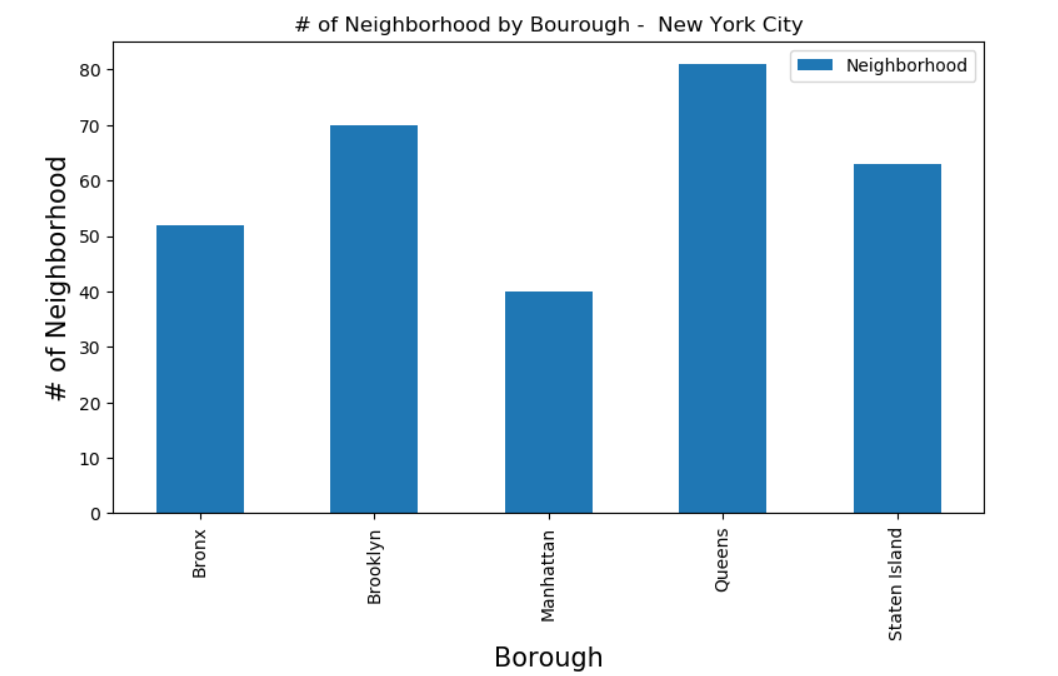 # of Neighborhood by Bourough -  New York City
Neighborhood
# of Neighborhood
80
70
60
50
40
30
20
10
0
Bronx
Brooklyn
Manhattan
Queens
Staten Island
Borough